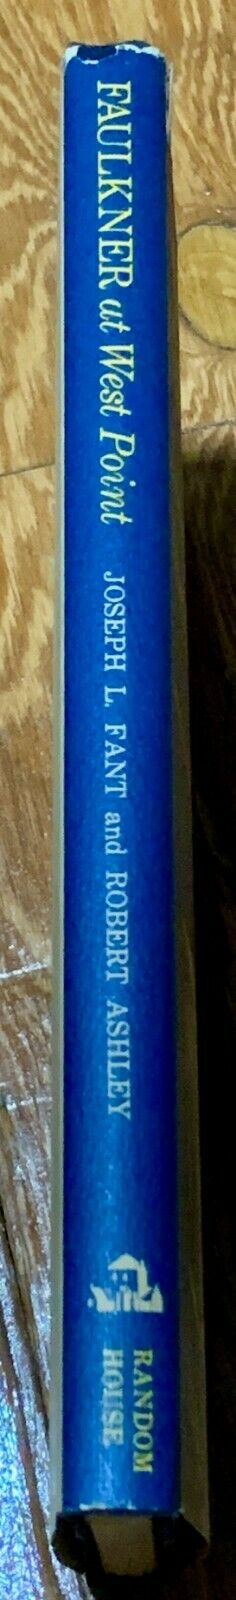 FAULKNER at West Point
JOSEPH L. FANT and ROBERT ASHLEY
RANDOM
HOUSE